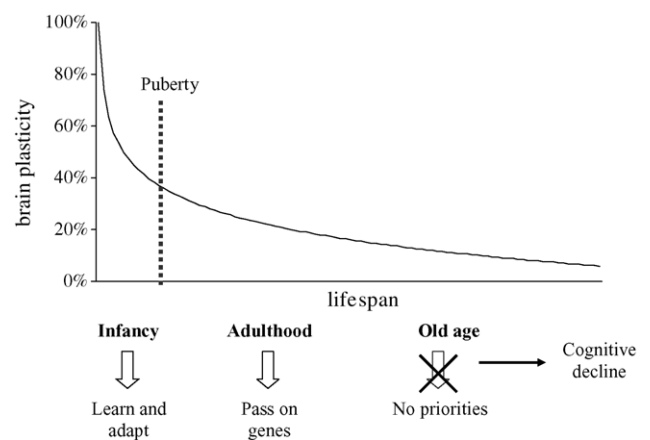 100%
80%
Puberty
60%
40%
20%
0%
brain plasticity
lifespan
Infancy
Adulthood
Old age
Learn and
adapt
Pass on
genes
No priorities
Cognitive
decline